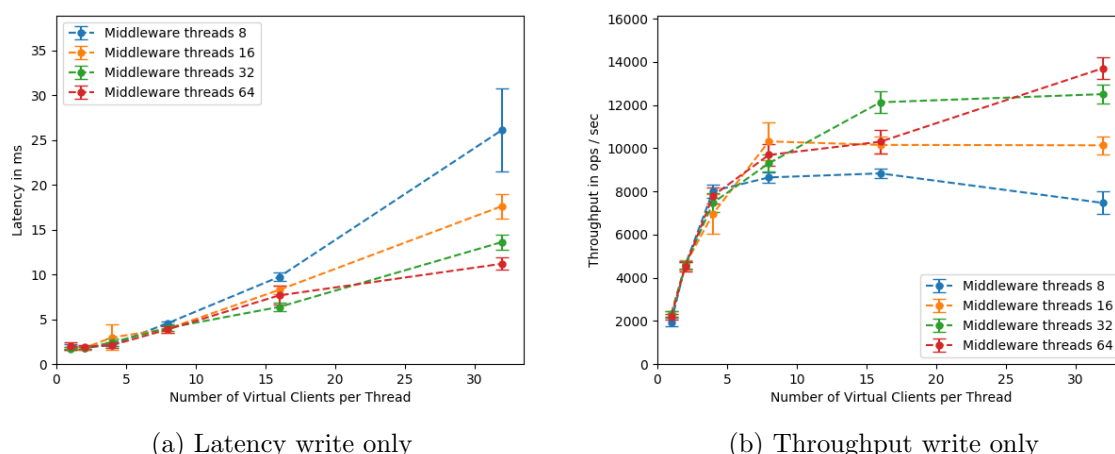 Latency in ms
35
30
25
20
15
10
5
0
0 5 10 15 20 25 30
Number of Virtual Clients per Thread
Middleware threads 8
Middleware threads 16
Middleware threads 32
Middleware threads 64
(a) Latency write only
Throughput in ops / sec
16000
14000
12000
10000
8000
6000
4000
2000
0
0 5 10 15 20 25 30
Number of Virtual Clients per Thread
Middleware threads 8
Middleware threads 16
Middleware threads 32
Middleware threads 64
(b) Throughput write only